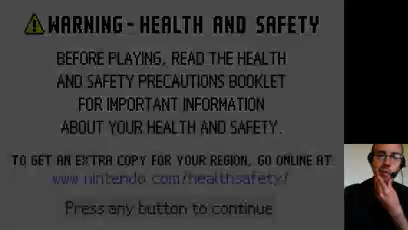 ⚠WARNING - HEALTH AND SAFETY
BEFORE PLAYING, READ THE HEALTH
AND SAFETY PRECAUTIONS BOOKLET
FOR IMPORTANT INFORMATION
ABOUT YOUR HEALTH AND SAFETY.
TO GET AN EXTRA COPY FOR YOUR REGION, GO ONLINE AT
www.nintendo.com/healthsafety/
Press any button to continue